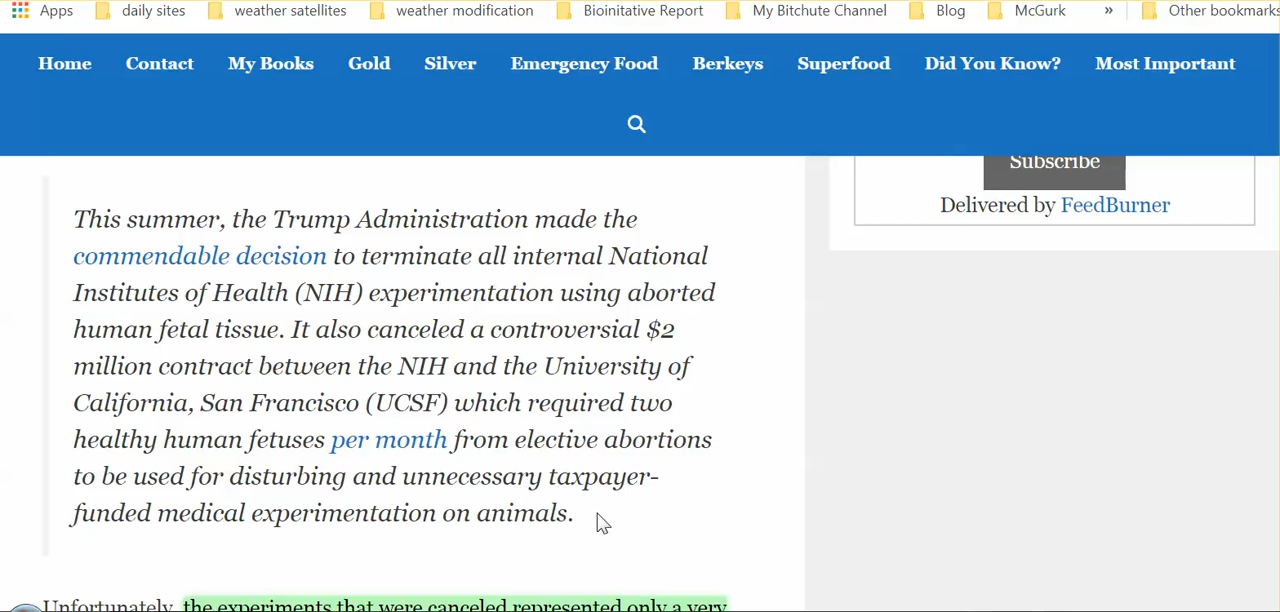 Apps daily sites weather satellites weather modification Bioinitative Report My Bitchute Channel Blog McGurk » Other bookmarks
Home Contact My Books Gold Silver Emergency Food Berkeys Superfood Did You Know? Most Important
Subscribe
Delivered by FeedBurner
This summer, the Trump Administration made the
commendable decision to terminate all internal National
Institutes of Health (NIH) experimentation using aborted
human fetal tissue. It also canceled a controversial $2
million contract between the NIH and the University of
California, San Francisco (UCSF) which required two
healthy human fetuses per month from elective abortions
to be used for disturbing and unnecessary taxpayer-
funded medical experimentation on animals.
Unfortunately, the experiments that were canceled represented only a very